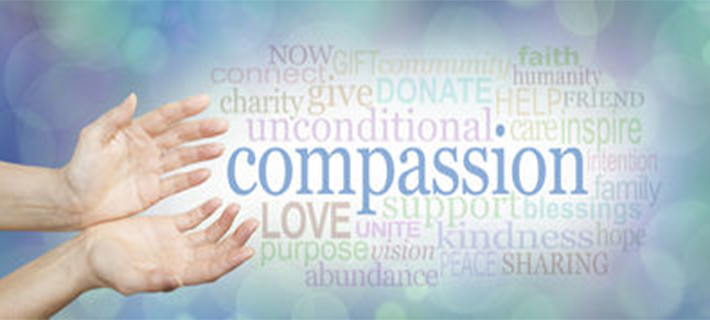 NOW GIFT community faith
connect humanity
charity give DONATE HELP FRIEND
unconditional care inspire
compassion intention
family
support blessings
LOVE UNITE kindness hope
purpose vision PEACE SHARING
abundance